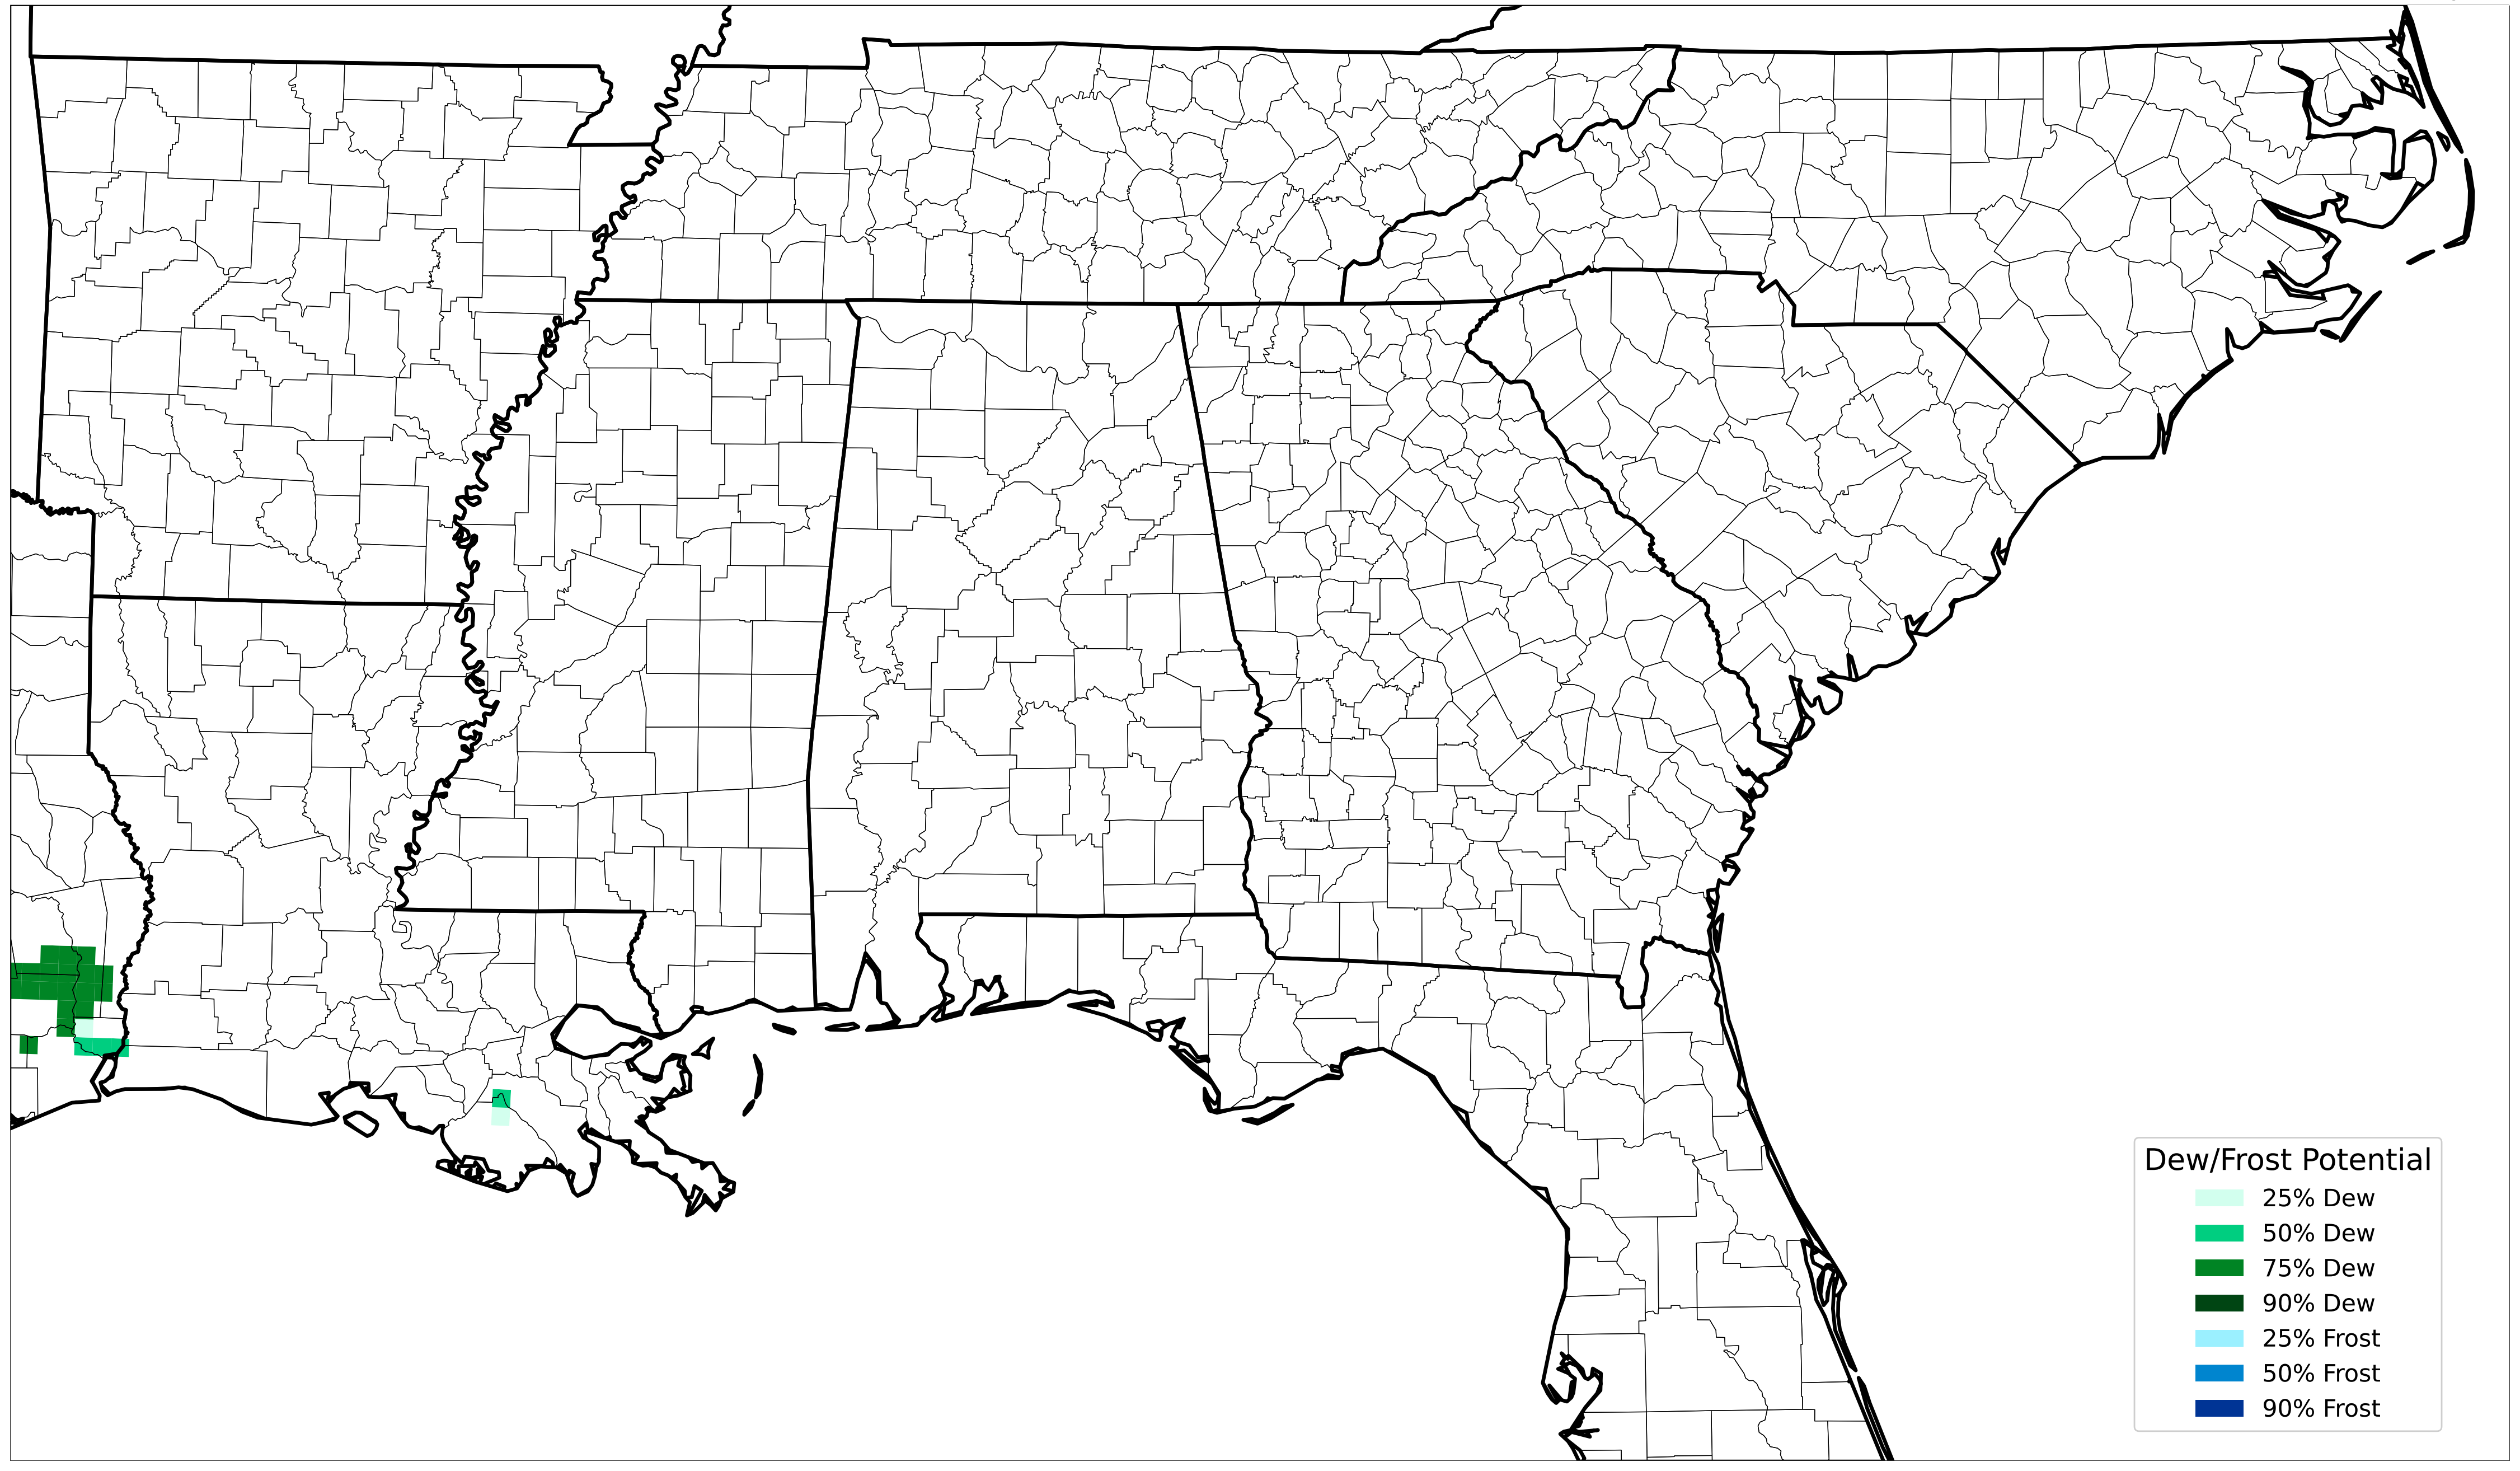 Dew/Frost Potential
25% Dew
50% Dew
75% Dew
90% Dew
25% Frost
50% Frost
90% Frost